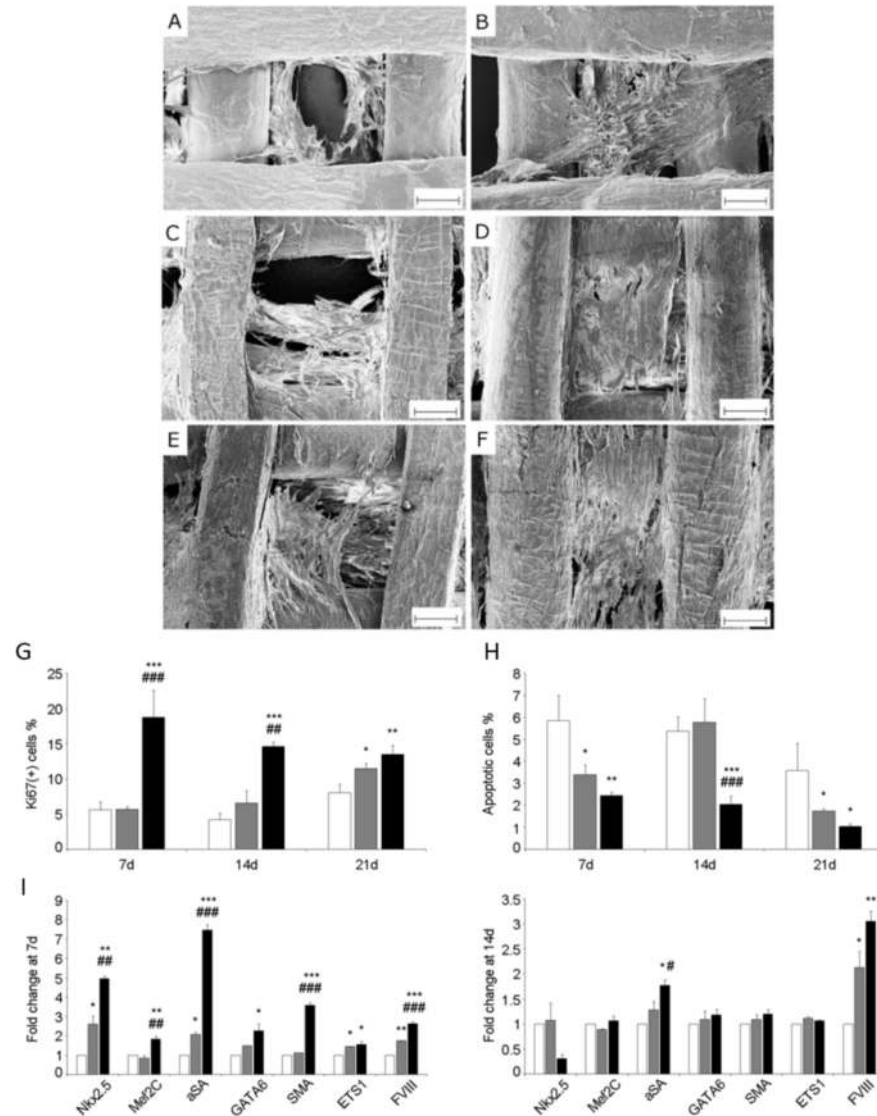 A
B
C
D
E
F
G
25
20
15
10
5
0
Ki67(+) cells %
***
###
***
##
*
**
7d
14d
21d
H
8
7
6
5
4
3
2
1
0
Apoptotic cells %
*
**
***
###
*
*
7d
14d
21d
I
9
8
7
6
5
4
3
2
1
0
Fold change at 7d
*
**
##
**
##
*
***
###
*
***
###
*
*
**
***
###
Nkx2.5
Mef2C
aSA
GATA6
SMA
ETS1
FVIII
3.5
3
2.5
2
1.5
1
0.5
0
Fold change at 14d
*#
*
**
Nkx2.5
Mef2C
aSA
GATA6
SMA
ETS1
FVIII